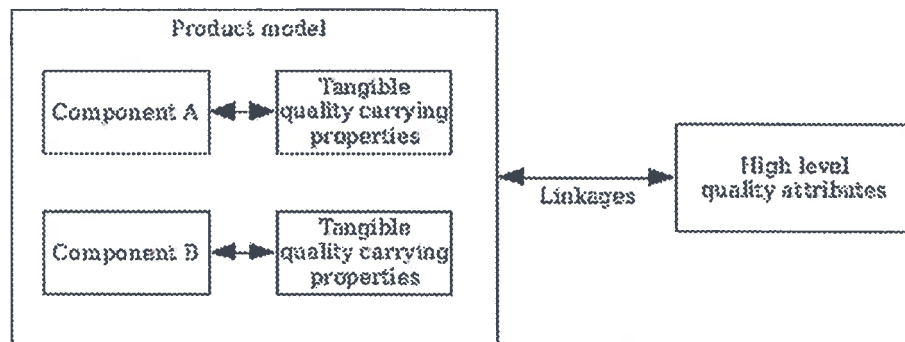 Product model
Component A
Tangible
quality carrying
properties
Linkages
High level
quality attributes
Component B
Tangible
quality carrying
properties